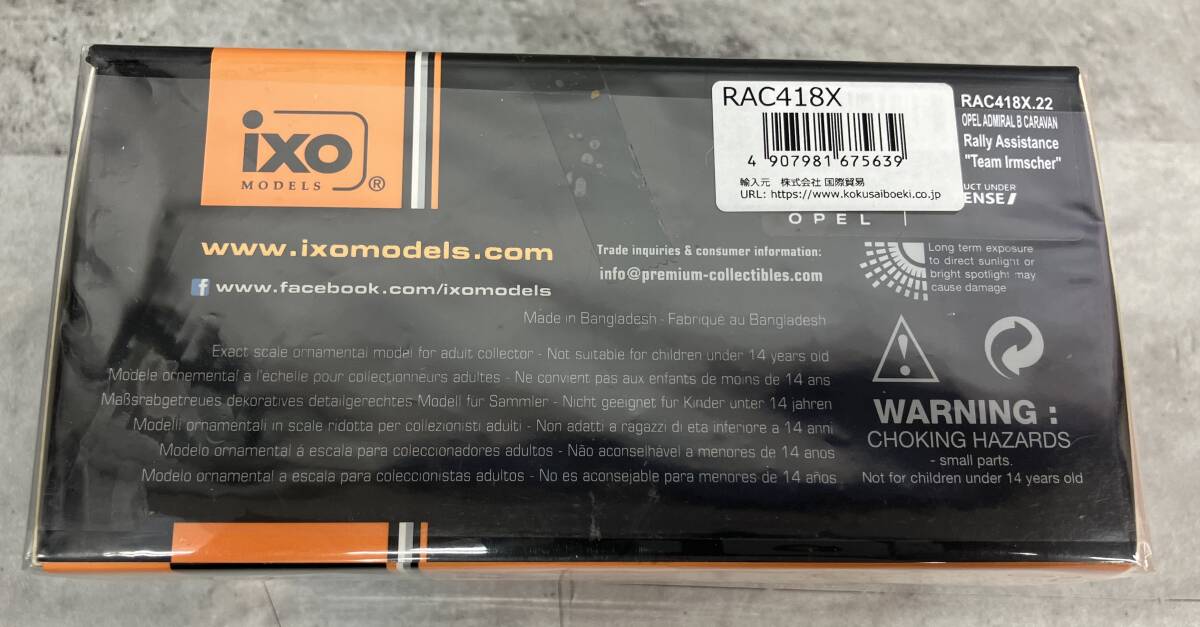 ixo
MODELS ®
RAC418X
4 907981 675639
輸入元 株式会社 国際貿易
URL: https://www.kokusaiboeki.co.jp
RAC418X.22
OPEL ADMIRAL B CARAVAN
Rally Assistance
"Team Irmscher"
UCT UNDER
ENSE
OPEL
www.ixomodels.com
f www.facebook.com/ixomodels
Trade inquiries & consumer information:
info@premium-collectibles.com
Long term exposure
to direct sunlight or
bright spotlight may
cause damage
Made in Bangladesh - Fabriqué au Bangladesh
Exact scale ornamental model for adult collector - Not suitable for children under 14 years old
Modele ornemental a l'echelle pour collectionneurs adultes - Ne convient pas aux enfants de moins de 14 ans
Maßsrabgetreues dekoratives detailgerechtes Modell fur Sammler - Nicht geeignet fur Kinder unter 14 jahren
Modelli ornamentali in scale ridotta per collezionisti adulti - Non adatti a ragazzi di eta inferiore a 14 anni
Modelo ornamental á escala para coleccionadores adultos - Não aconselhável a menores de 14 anos
Modelo ornamental a escala para coleccionistas adultos - No es aconsejable para menores de 14 años
WARNING :
CHOKING HAZARDS
- small parts.
Not for children under 14 years old